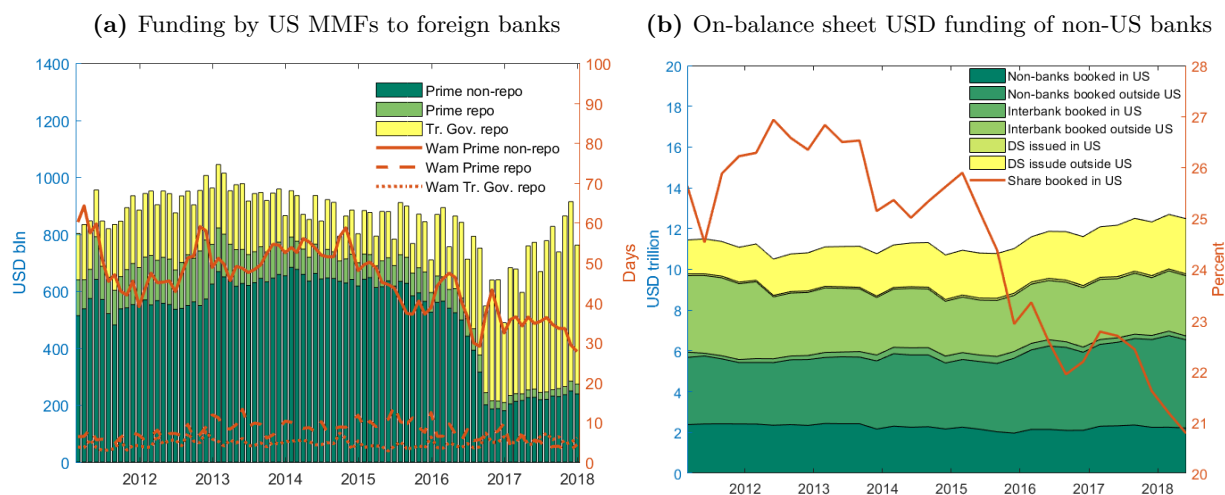 (a) Funding by US MMFs to foreign banks
1400
1200
1000
800
600
400
200
0
USD bln
Prime non-repo
Prime repo
Tr. Gov. repo
Wam Prime non-repo
Wam Prime repo
Wam Tr. Gov. repo
100
90
80
70
60
50
40
30
20
10
0
Days
2012 2013 2014 2015 2016 2017 2018
(b) On-balance sheet USD funding of non-US banks
20
18
16
14
12
10
8
6
4
2
0
USD trillion
Non-banks booked in US
Non-banks booked outside US
Interbank booked in US
Interbank booked outside US
DS issued in US
DS issude outside US
Share booked in US
28
27
26
25
24
23
22
21
20
Percent
2012 2013 2014 2015 2016 2017 2018